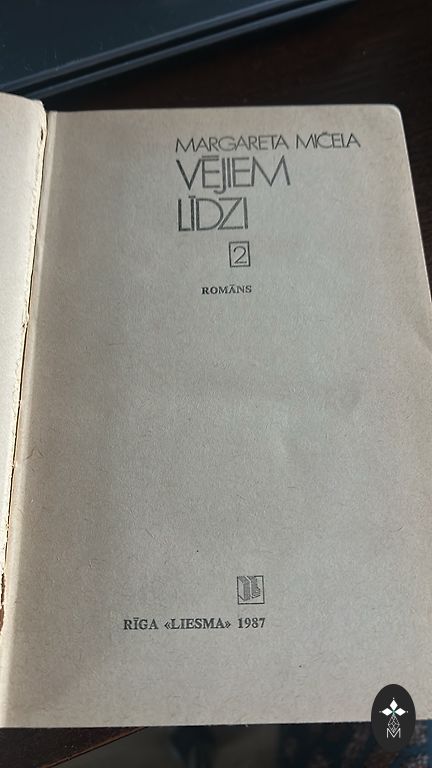 MARGARETA MIČELA
VĒJIEM
LĪDZI
2
ROMĀNS
RĪGA «LIESMA» 1987
M